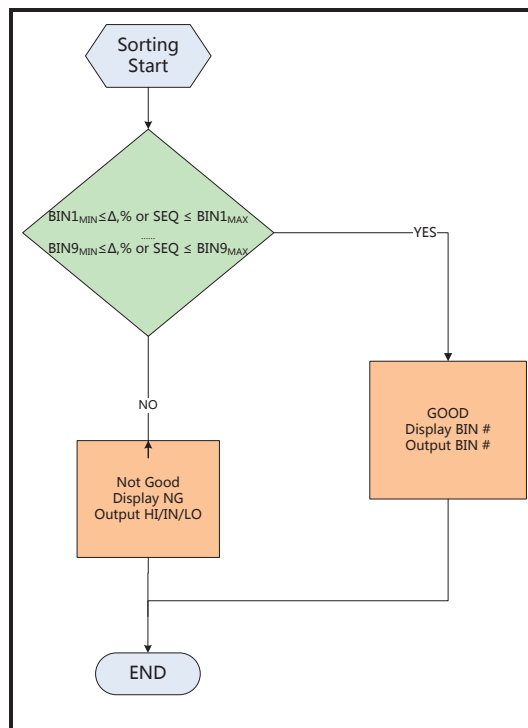 Sorting
Start
BIN1MIN≤Δ,% or SEQ ≤ BIN1MAX
......
BIN9MIN≤Δ,% or SEQ ≤ BIN9MAX
YES
NO
GOOD
Display BIN #
Output BIN #
Not Good
Display NG
Output HI/IN/LO
END